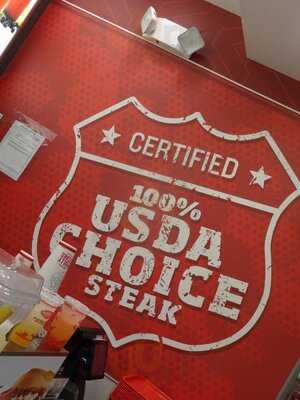 CERTIFIED
100%
USDA
CHOICE
STEAK